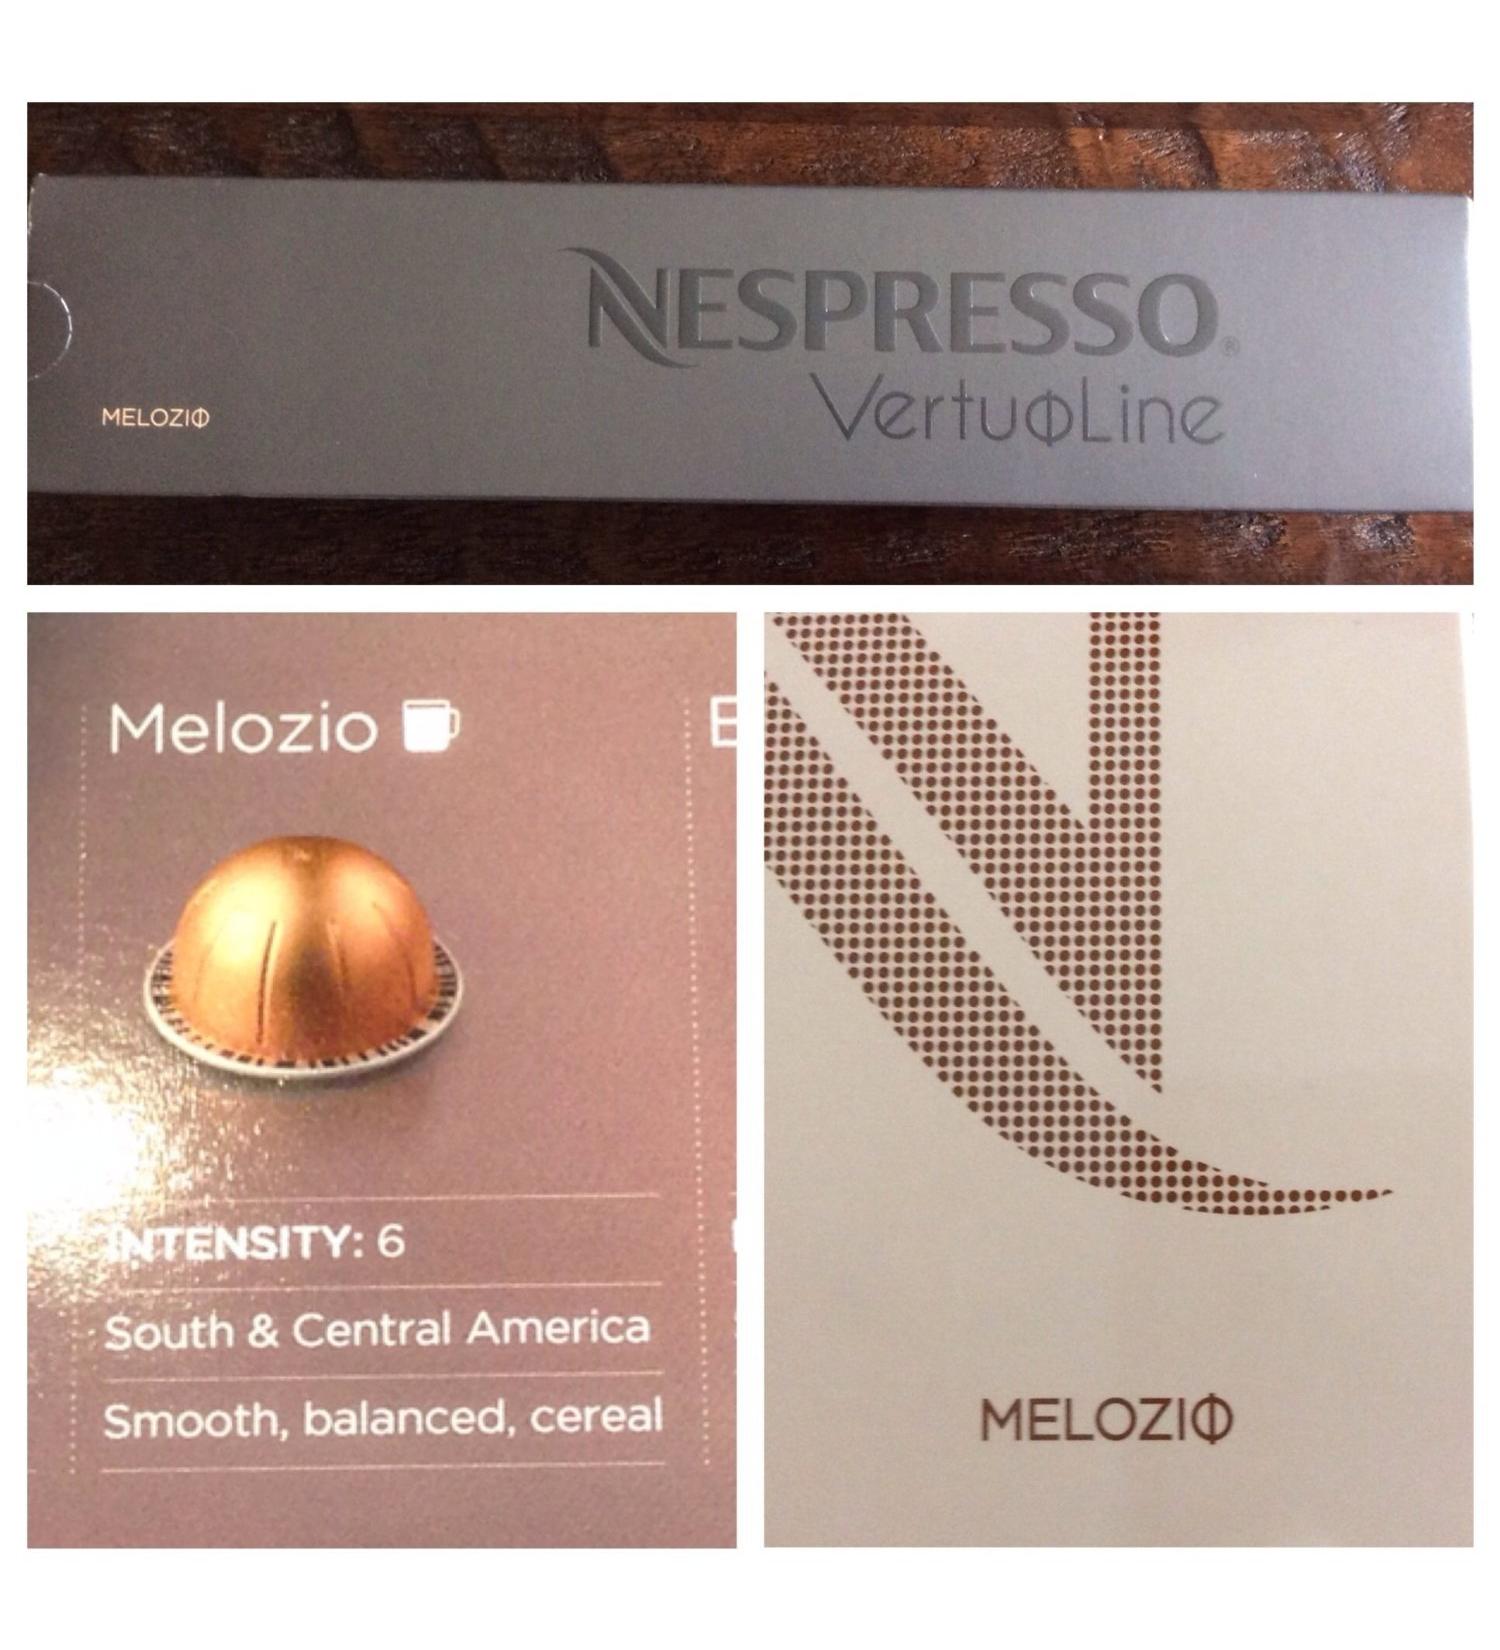 NESPRESSO®
VertuoLine
MELOZIO
Melozio
INTENSITY: 6
South & Central America
Smooth, balanced, cereal
MELOZIO